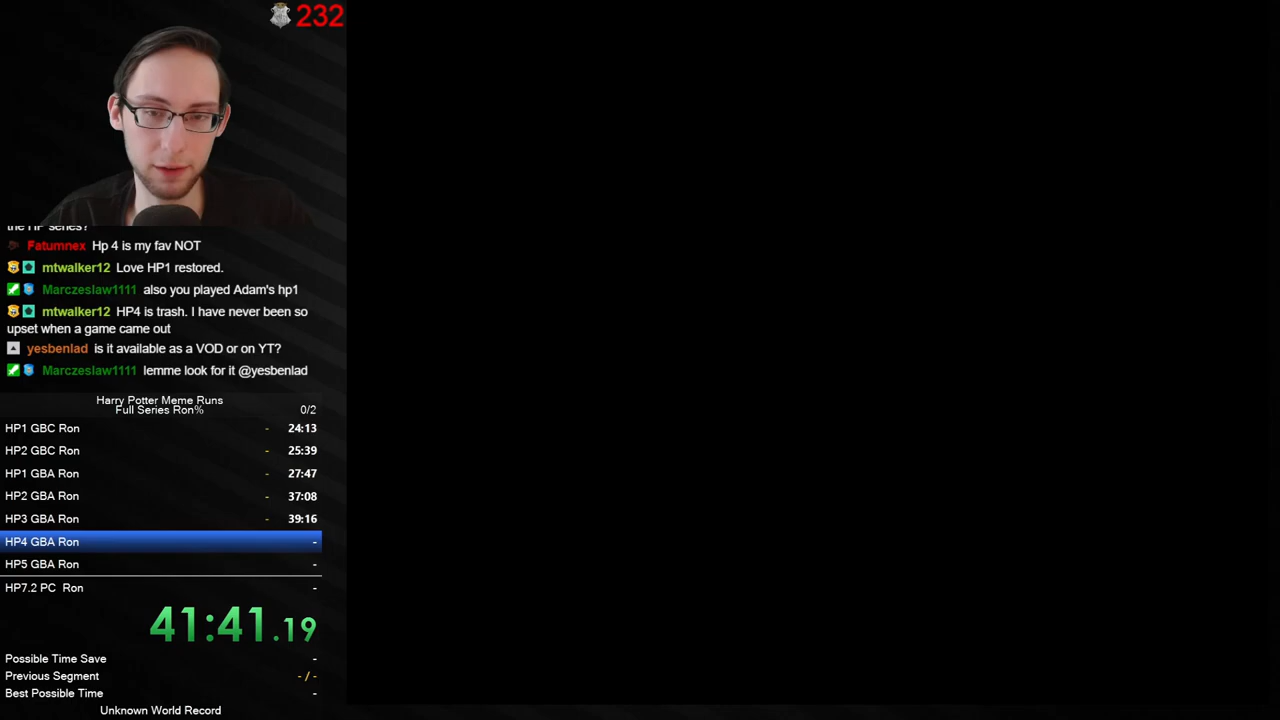 232
the HP series?
Fatumnex Hp 4 is my fav NOT
mtwalker12 Love HP1 restored.
Marczeslaw1111 also you played Adam's hp1
mtwalker12 HP4 is trash. I have never been so
upset when a game came out
yesbenlad is it available as a VOD or on YT?
Marczeslaw1111 lemme look for it @yesbenlad
Harry Potter Meme Runs
Full Series Ron% 0/2
HP1 GBC Ron - 24:13
HP2 GBC Ron - 25:39
HP1 GBA Ron - 27:47
HP2 GBA Ron - 37:08
HP3 GBA Ron - 39:16
HP4 GBA Ron -
HP5 GBA Ron -
HP7.2 PC Ron -
41:41.19
Possible Time Save -
Previous Segment - / -
Best Possible Time -
Unknown World Record